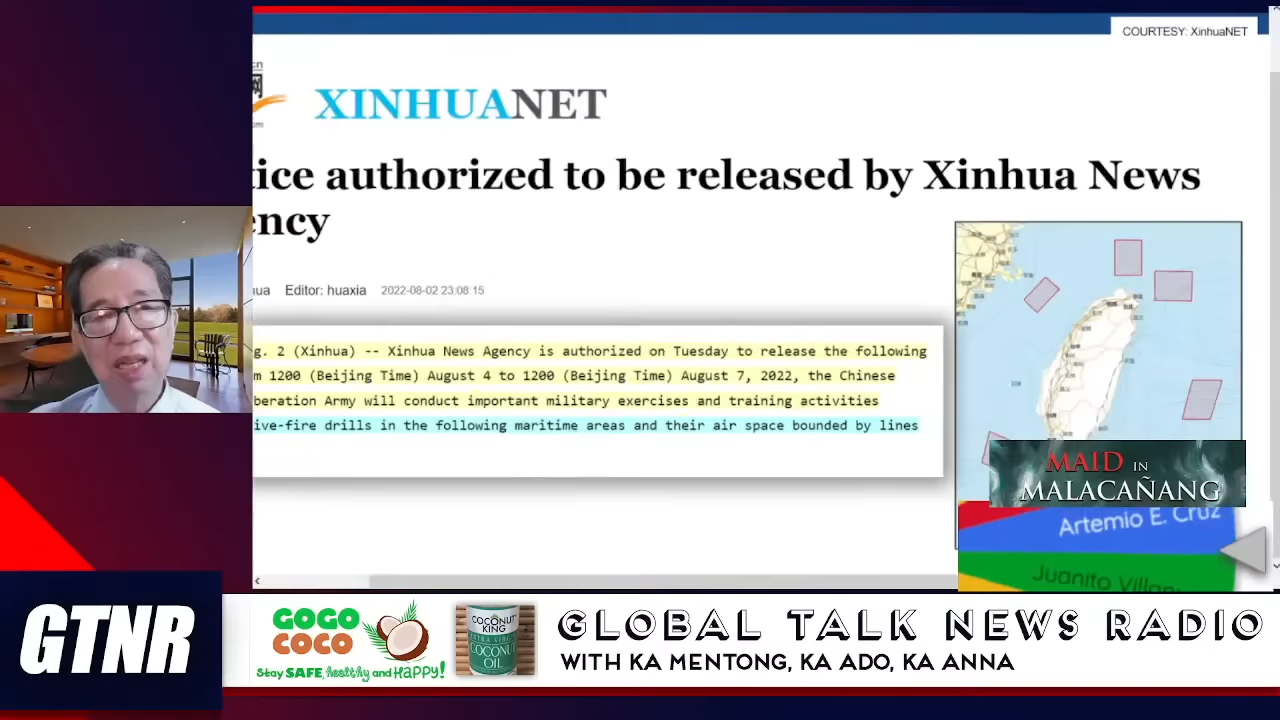 COURTESY: XinhuaNET
XINHUANET
tice authorized to be released by Xinhua News
ency
ua Editor: huaxia 2022-08-02 23:08:15
g. 2 (Xinhua) -- Xinhua News Agency is authorized on Tuesday to release the following
m 1200 (Beijing Time) August 4 to 1200 (Beijing Time) August 7, 2022, the Chinese
beration Army will conduct important military exercises and training activities
ive-fire drills in the following maritime areas and their air space bounded by lines
MAID IN
MALACAÑANG
Artemio E. Cruz
Juanito Villan
GTNR
GOGO
COCO
Stay SAFE, healthy and HAPPY!
COCONUT
KING
EXTRA VIRGIN
COCONUT
OIL
GLOBAL TALK NEWS RADIO
WITH KA MENTONG, KA ADO, KA ANNA